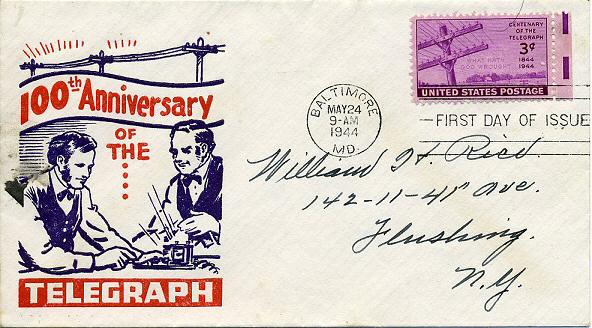 100th Anniversary
OF
THE
TELEGRAPH
CENTENARY
OF THE
TELEGRAPH
3¢
1844
1944
WHAT HATH
GOD WROUGHT
UNITED STATES POSTAGE
BALTIMORE
MAY 24
9-AM
1944
MD.
FIRST DAY OF ISSUE
William H. Rice.
142-11-41st Ave.
Flushing.
N.Y.